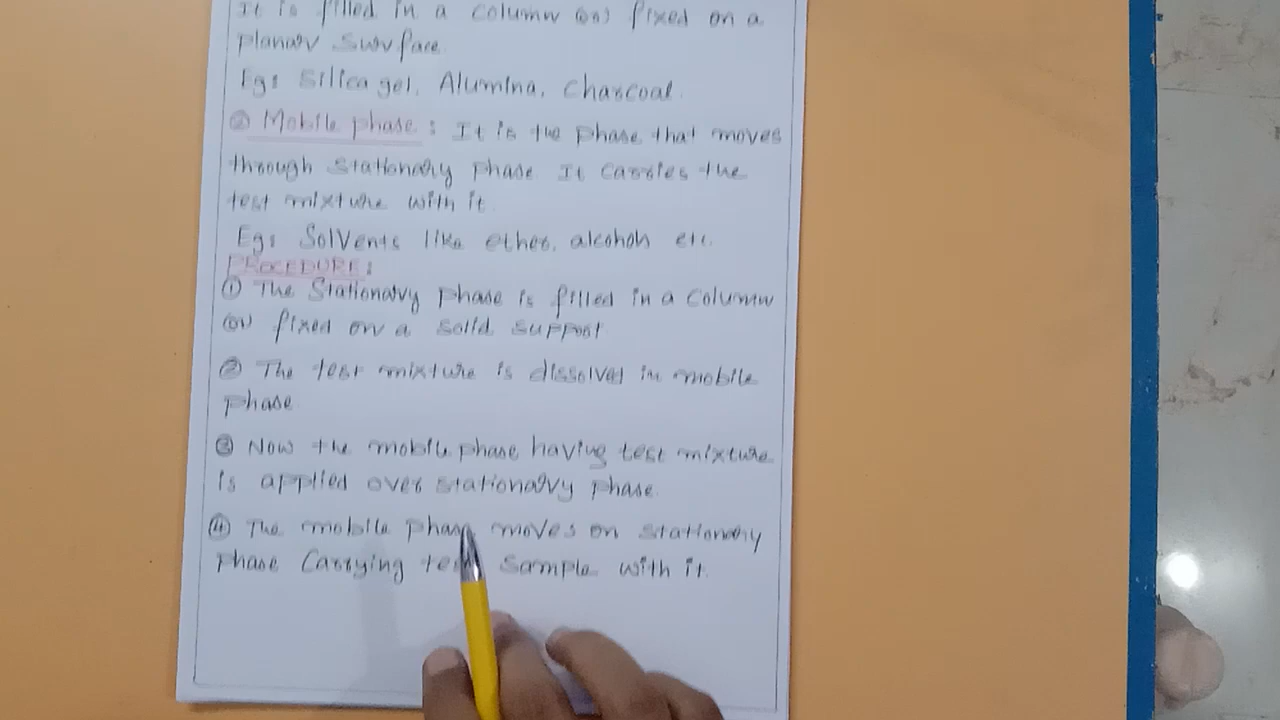 It is filled in a column (or) fixed on a
planar surface.
Eg: Silica gel, Alumina, Charcoal.
② Mobile phase: It is the phase that moves
through stationary phase It carries the
test mixture with it.
Eg: Solvents like ether, alcohols etc.
PROCEDURE:
① The Stationary phase is filled in a column
(or) fixed on a solid support
② The test mixture is dissolved in mobile
phase
③ Now the mobile phase having test mixture
is applied over stationary phase.
④ The mobile phase moves on stationary
phase Carrying test sample with it.